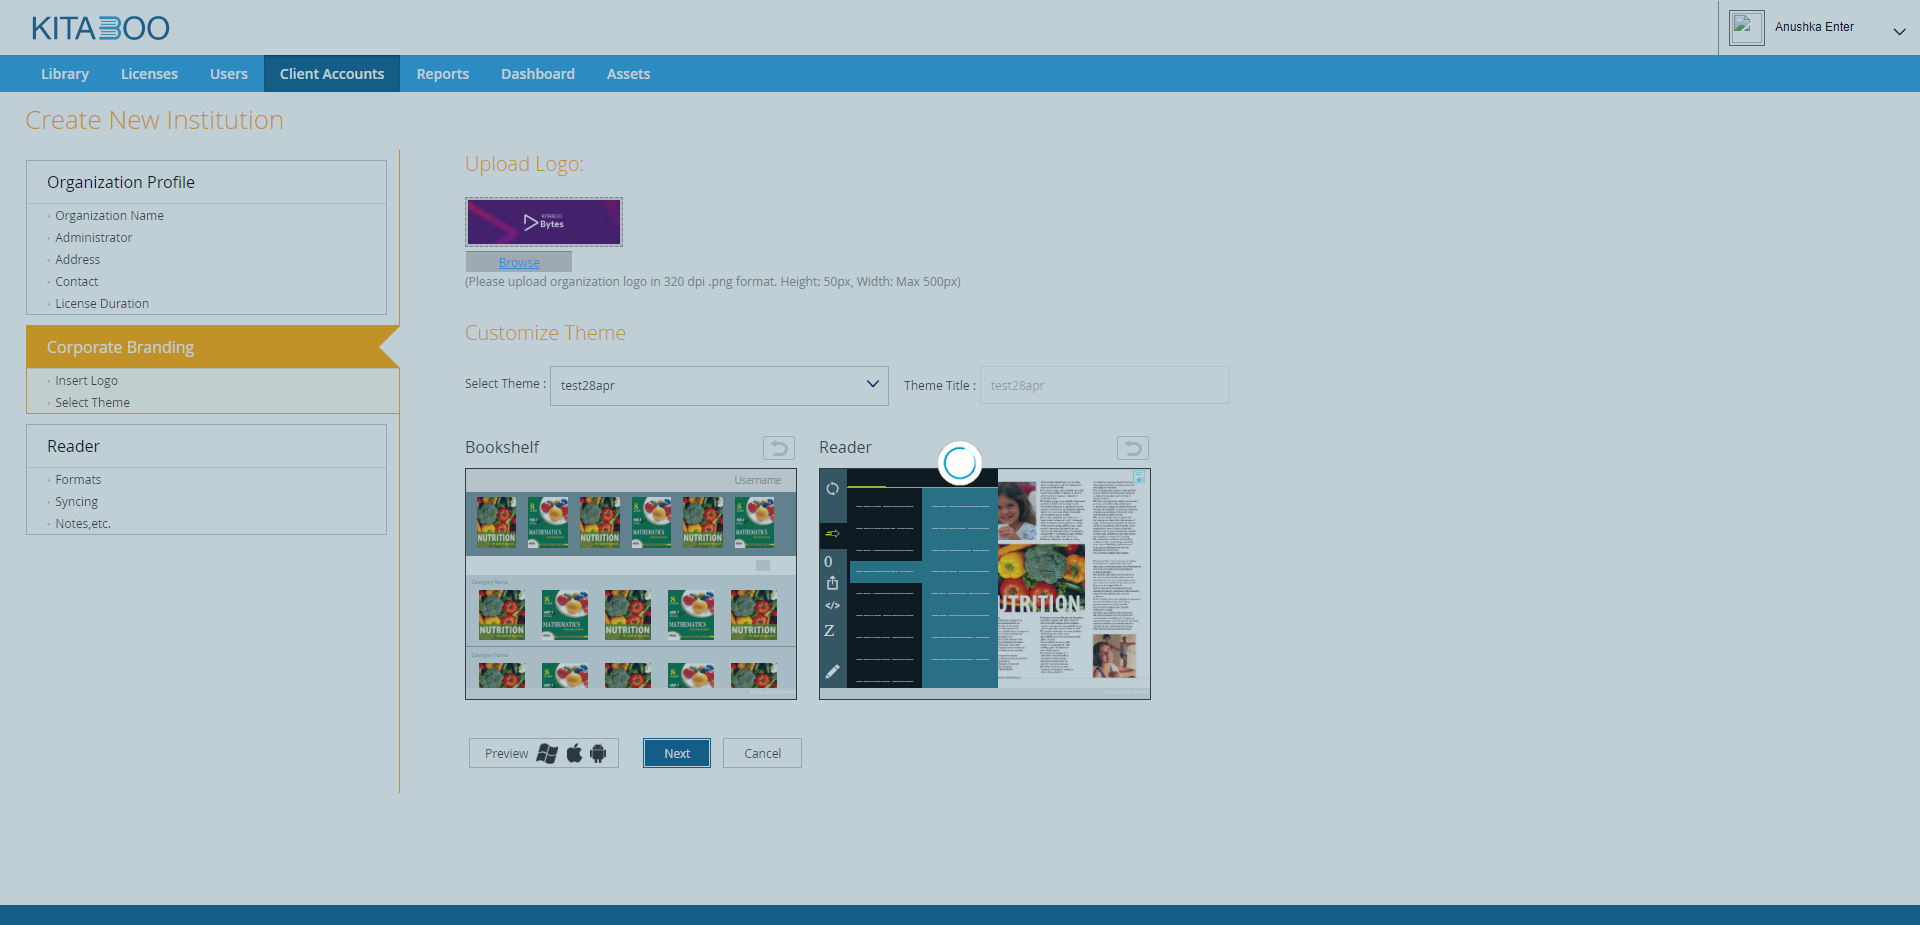 KITABOO
Anushka Enter
Library
Licenses
Users
Client Accounts
Reports
Dashboard
Assets
Create New Institution
Organization Profile
Organization Name
Administrator
Address
Contact
License Duration
Corporate Branding
Insert Logo
Select Theme
Reader
Formats
Syncing
Notes,etc.
Upload Logo:
KITABOO
Bytes
Browse
(Please upload organization logo in 320 dpi .png format. Height: 50px, Width: Max 500px)
Customize Theme
Select Theme :
test28apr
Theme Title :
test28apr
Bookshelf
Username
NUTRITION
MATHEMATICS
NUTRITION
MATHEMATICS
NUTRITION
MATHEMATICS
Category Name
NUTRITION
MATHEMATICS
NUTRITION
MATHEMATICS
NUTRITION
Category Name
Reader
0
</>
Z
UTRITION
Preview
Next
Cancel